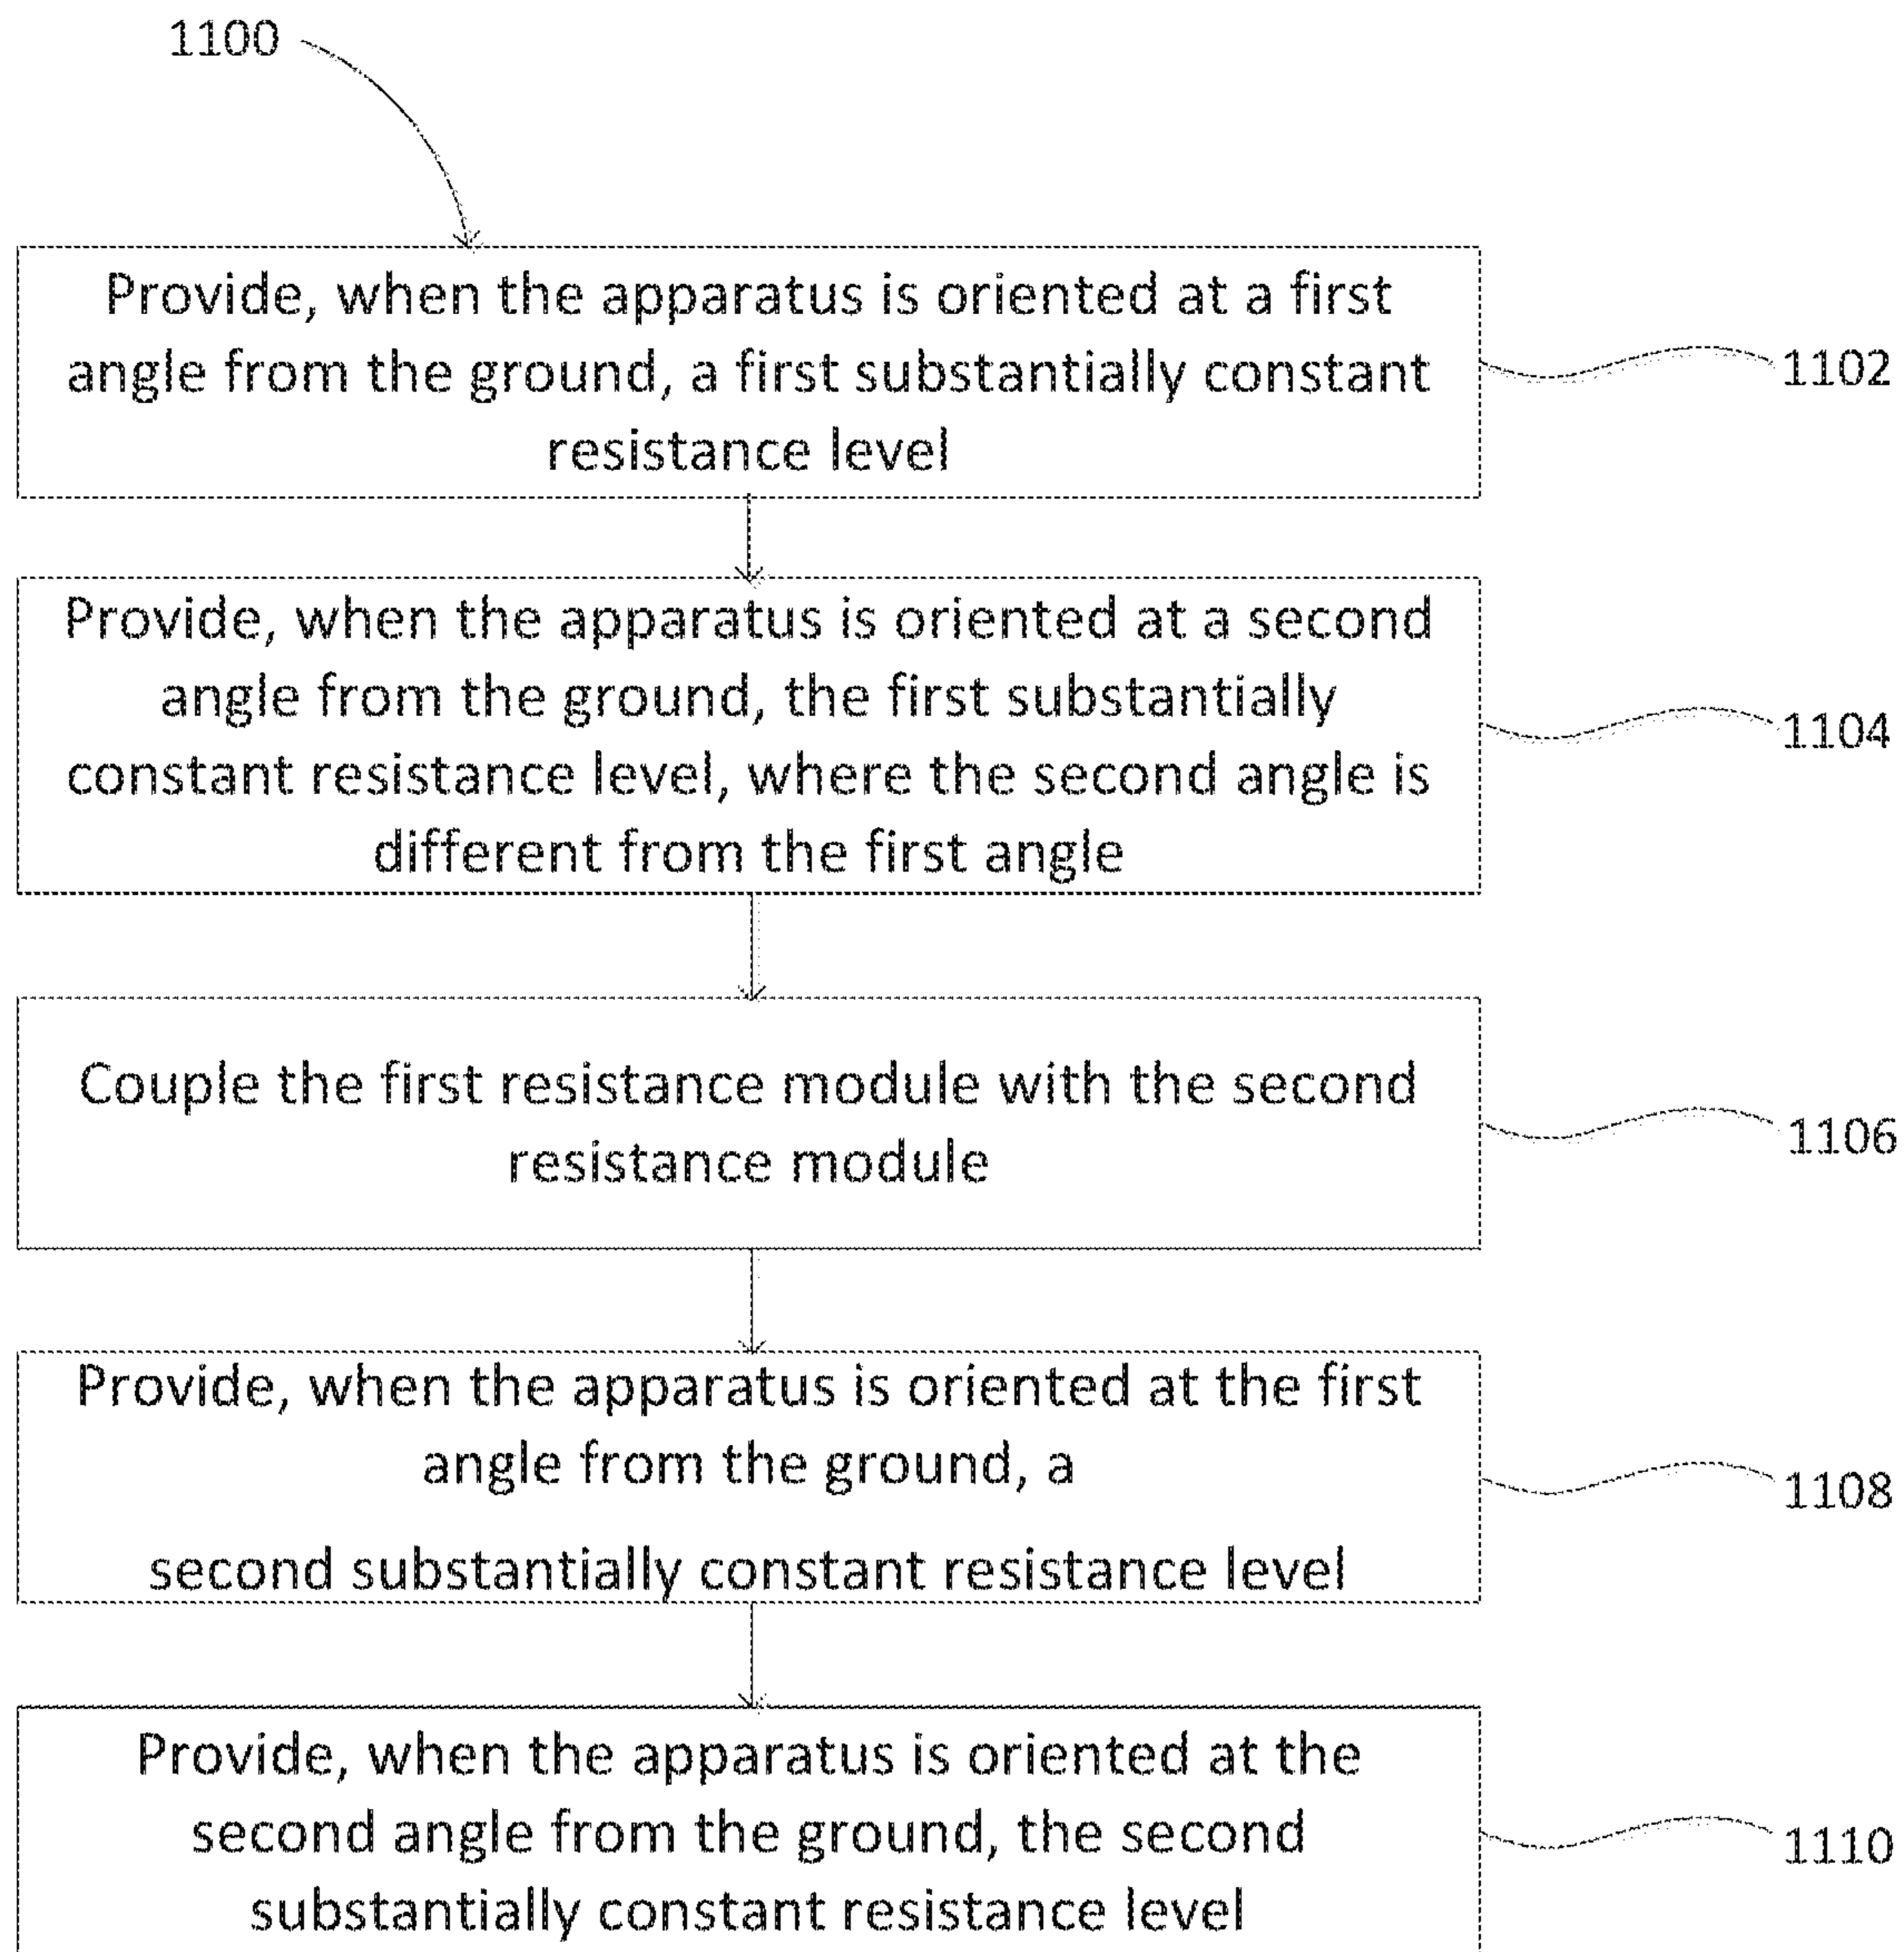 1100
Provide, when the apparatus is oriented at a first
angle from the ground, a first substantially constant
resistance level
1102
Provide, when the apparatus is oriented at a second
angle from the ground, the first substantially
constant resistance level, where the second angle is
different from the first angle
1104
Couple the first resistance module with the second
resistance module
1106
Provide, when the apparatus is oriented at the first
angle from the ground, a
second substantially constant resistance level
1108
Provide, when the apparatus is oriented at the
second angle from the ground, the second
substantially constant resistance level
1110